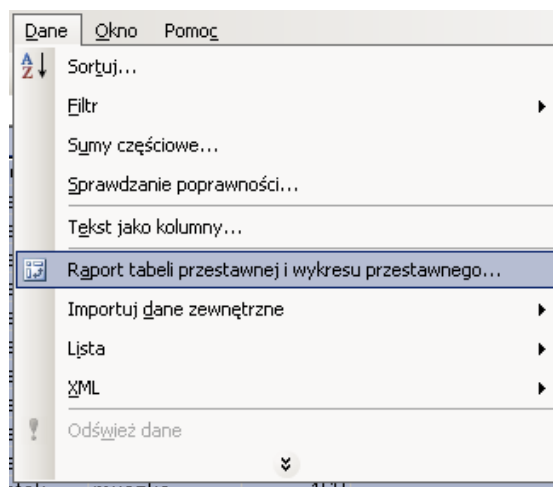 Dane Okno Pomoc
Sortuj...
Filtr
Sumy częściowe...
Sprawdzanie poprawności...
Tekst jako kolumny...
Raport tabeli przestawnej i wykresu przestawnego...
Importuj dane zewnętrzne
Lista
XML
Odśwież dane